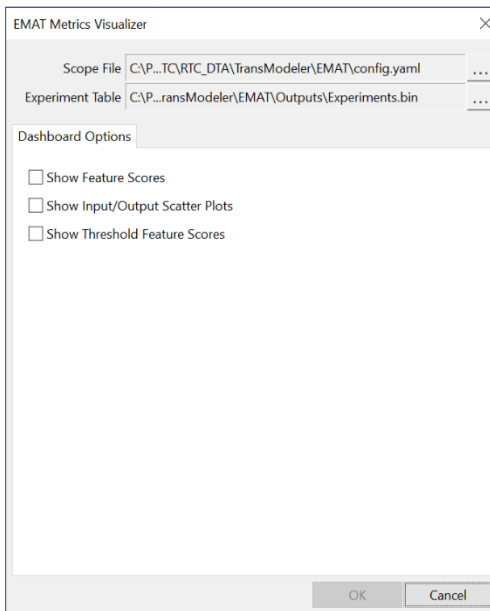 EMAT Metrics Visualizer
Scope File C:\P...TC\RTC_DTA\TransModeler\EMAT\config.yaml ...
Experiment Table C:\P...ransModeler\EMAT\Outputs\Experiments.bin ...
Dashboard Options
Show Feature Scores
Show Input/Output Scatter Plots
Show Threshold Feature Scores
OK Cancel